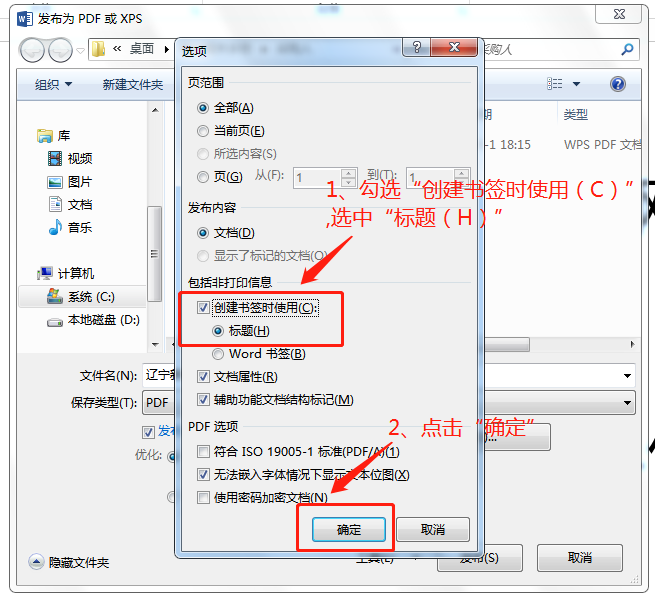 发布为 PDF 或 XPS
« 桌面
采购人
组织
新建文件夹
库
视频
图片
文档
音乐
计算机
系统 (C:)
本地磁盘 (D:)
期
类型
-1 18:15
WPS PDF 文档
选项
页范围
全部(A)
当前页(E)
所选内容(S)
页(G) 从(F): 1 到(T): 1
发布内容
文档(D)
显示了标记的文档(O)
包括非打印信息
创建书签时使用(C):
标题(H)
Word 书签(B)
文档属性(R)
辅助功能文档结构标记(M)
PDF 选项
符合 ISO 19005-1 标准(PDF/A)(1)
无法嵌入字体情况下显示文本位图(X)
使用密码加密文档(N)
确定
取消
1、勾选“创建书签时使用（C）”
,选中“标题（H）”
2、点击“确定”
文件名(N): 辽宁
保存类型(T): PDF
发布
优化:
隐藏文件夹
工具(L)
发布(S)
取消